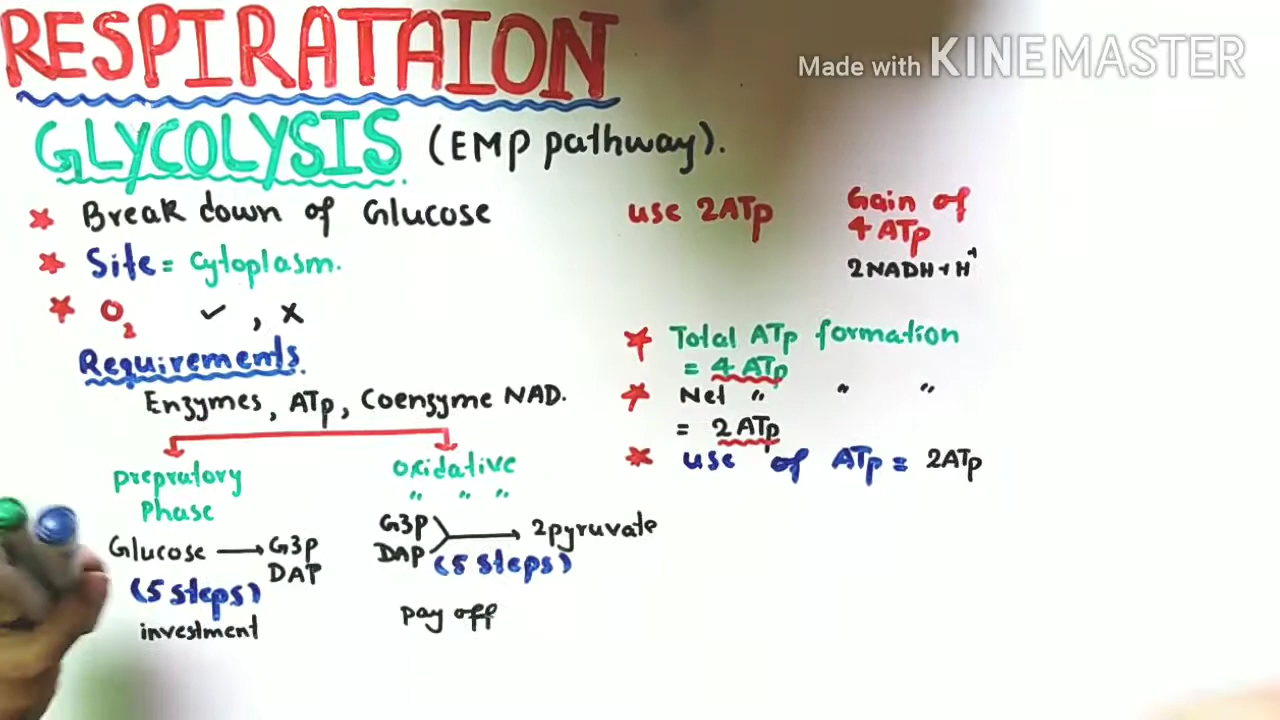 RESPIRATAION
Made with KINEMASTER
GLYCOLYSIS (EMP pathway).
★ Break down of Glucose
★ Site = Cytoplasm.
★ O2 ✓ , ✗
Requirements.
Enzymes, ATp, Coenzyme NAD.
prepratory
Phase
Glucose → G3p
DAP
(5 steps)
investment
oxidative
" " "
G3p
DAP → 2pyruvate
(5 steps)
pay off
use 2ATp
Gain of
4 ATp
2NADH+H+
★ Total ATp formation
= 4 ATp
★ Net " " "
= 2 ATp
★ use of ATp = 2ATp